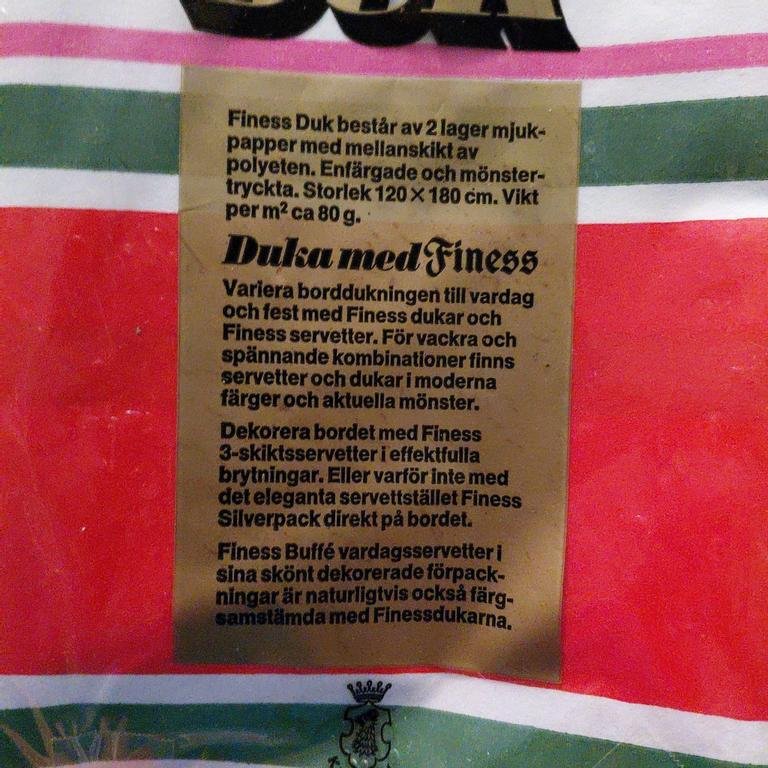 Finess Duk består av 2 lager mjuk-
papper med mellanskikt av
polyeten. Enfärgade och mönster-
tryckta. Storlek 120 × 180 cm. Vikt
per m² ca 80 g.
Duka med Finess
Variera borddukningen till vardag
och fest med Finess dukar och
Finess servetter. För vackra och
spännande kombinationer finns
servetter och dukar i moderna
färger och aktuella mönster.
Dekorera bordet med Finess
3-skiktsservetter i effektfulla
brytningar. Eller varför inte med
det eleganta servettstället Finess
Silverpack direkt på bordet.
Finess Buffé vardagsservetter i
sina skönt dekorerade förpack-
ningar är naturligtvis också färg-
samstämda med Finessdukarna.